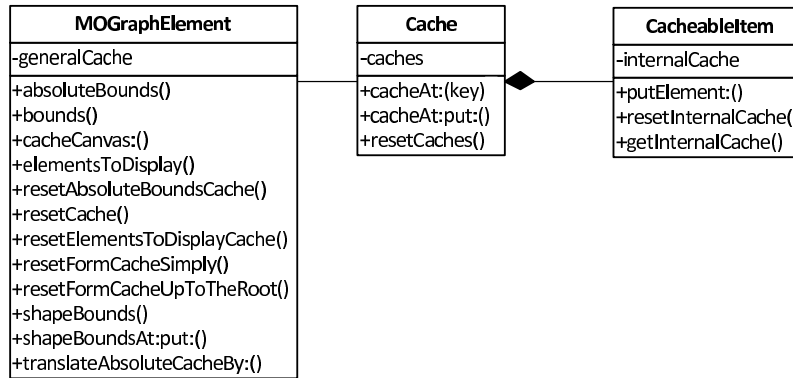 MOGraphElement
-generalCache
+absoluteBounds()
+bounds()
+cacheCanvas:()
+elementsToDisplay()
+resetAbsoluteBoundsCache()
+resetCache()
+resetElementsToDisplayCache()
+resetFormCacheSimply()
+resetFormCacheUpToTheRoot()
+shapeBounds()
+shapeBoundsAt:put:()
+translateAbsoluteCacheBy:()
Cache
-caches
+cacheAt:(key)
+cacheAt:put:()
+resetCaches()
CacheableItem
-internalCache
+putElement:()
+resetInternalCache(
+getInternalCache()